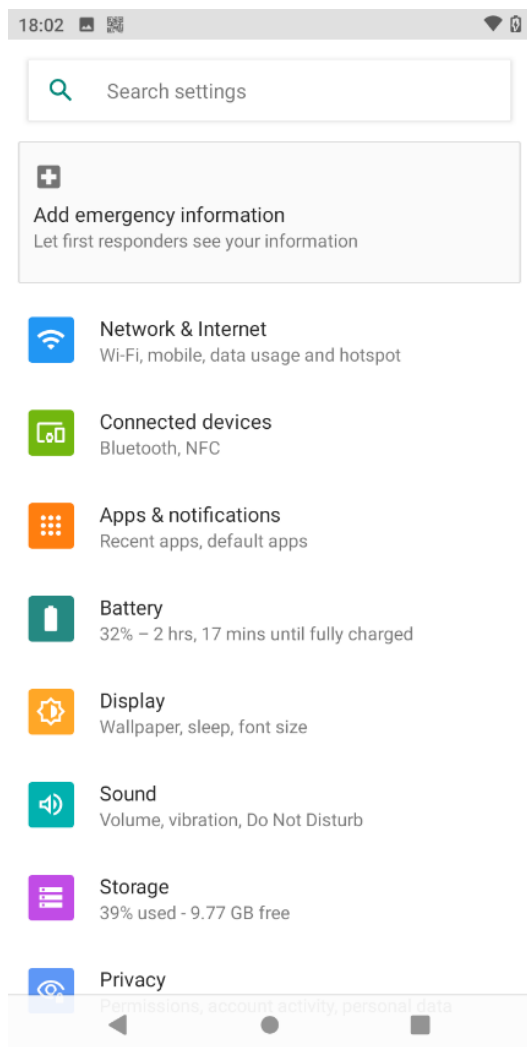 18:02
Search settings
Add emergency information
Let first responders see your information
Network & Internet
Wi-Fi, mobile, data usage and hotspot
Connected devices
Bluetooth, NFC
Apps & notifications
Recent apps, default apps
Battery
32% – 2 hrs, 17 mins until fully charged
Display
Wallpaper, sleep, font size
Sound
Volume, vibration, Do Not Disturb
Storage
39% used - 9.77 GB free
Privacy
Permissions, account activity, personal data